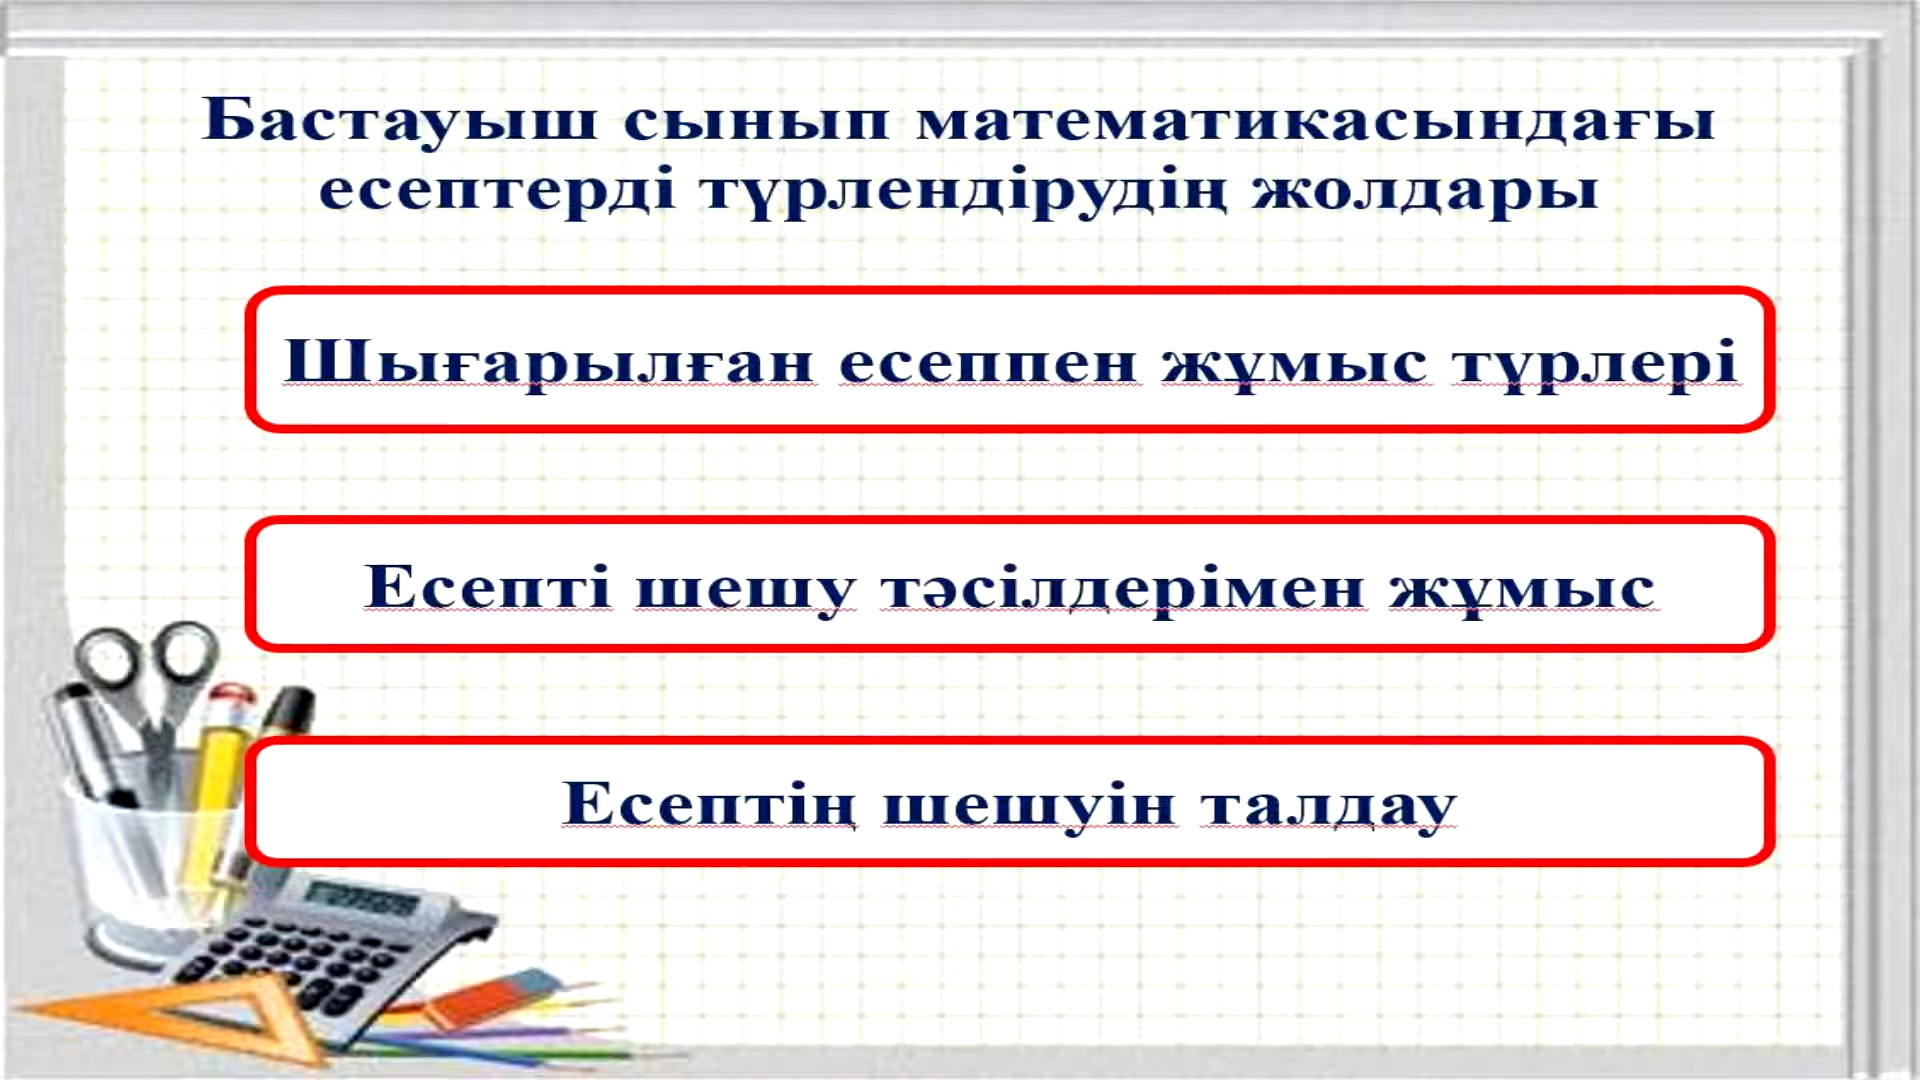 Бастауыш сынып математикасындағы
есептерді түрлендірудің жолдары
Шығарылған есеппен жұмыс түрлері
Есепті шешу тәсілдерімен жұмыс
Есептің шешуін талдау